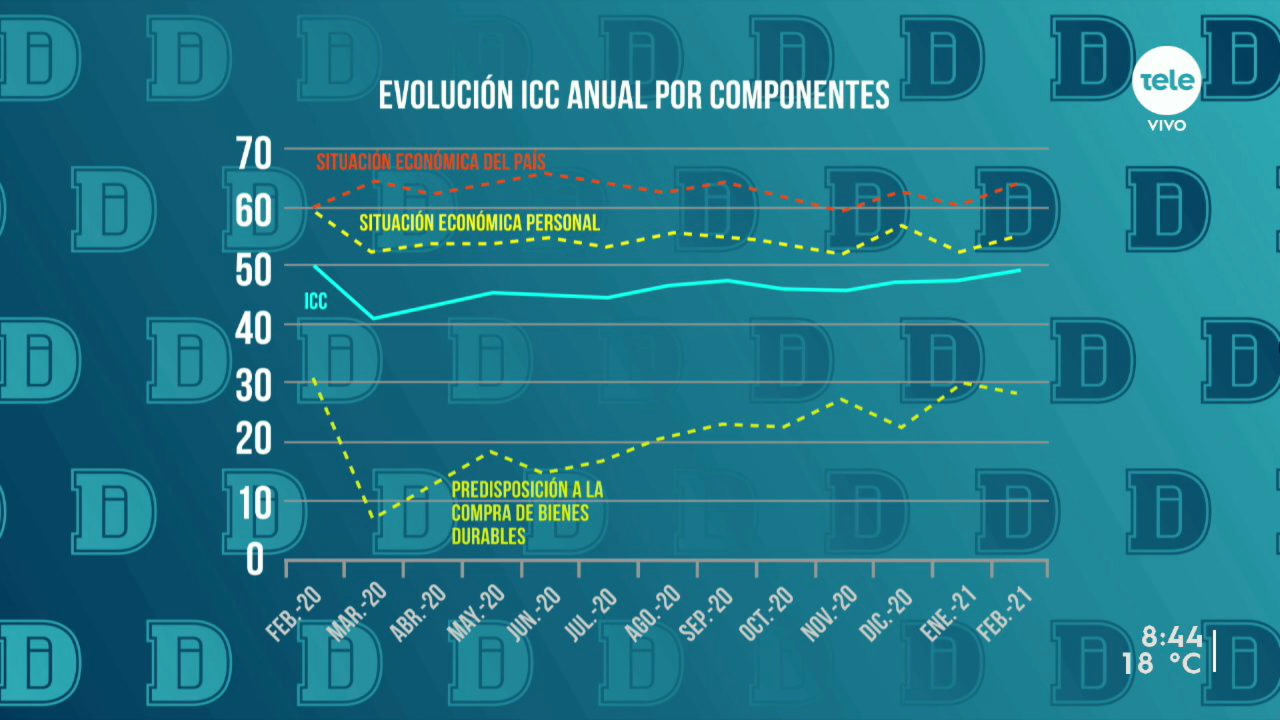 EVOLUCIÓN ICC ANUAL POR COMPONENTES
tele
VIVO
70
60
50
40
30
20
10
0
SITUACIÓN ECONÓMICA DEL PAÍS
SITUACIÓN ECONÓMICA PERSONAL
ICC
PREDISPOSICIÓN A LA
COMPRA DE BIENES
DURABLES
FEB.-20
MAR.-20
ABR.-20
MAY.-20
JUN.-20
JUL.-20
AGO.-20
SEP.-20
OCT.-20
NOV.-20
DIC.-20
ENE.-21
FEB.-21
8:44
18 °C